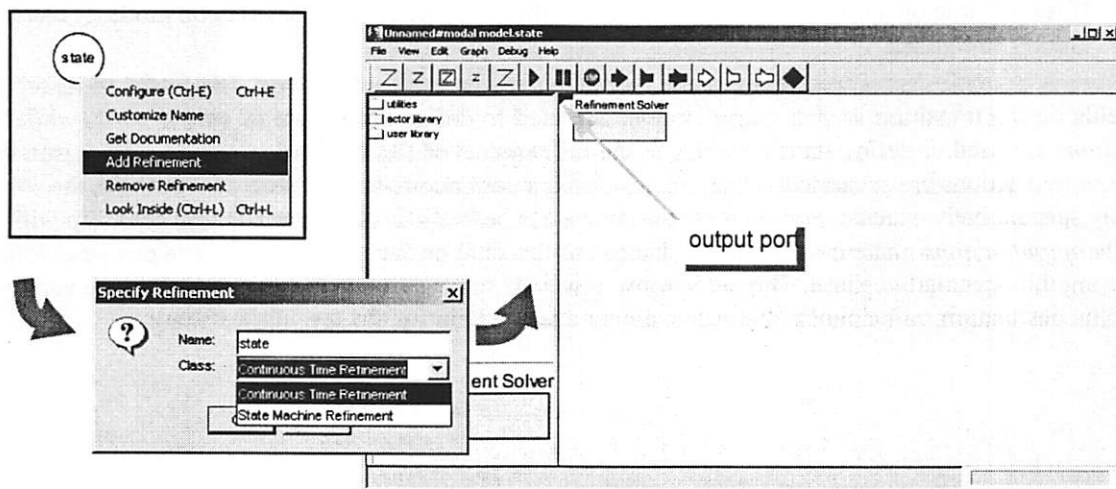 state
Configure (Ctrl-E) Ctrl+E
Customize Name
Get Documentation
Add Refinement
Remove Refinement
Look Inside (Ctrl+L) Ctrl+L
Unnamed#modal model.state
File View Edit Graph Debug Help
utilities
actor library
user library
Refinement Solver
output port
Specify Refinement
Name: state
Class: Continuous Time Refinement
Continuous Time Refinement
State Machine Refinement
ent Solver